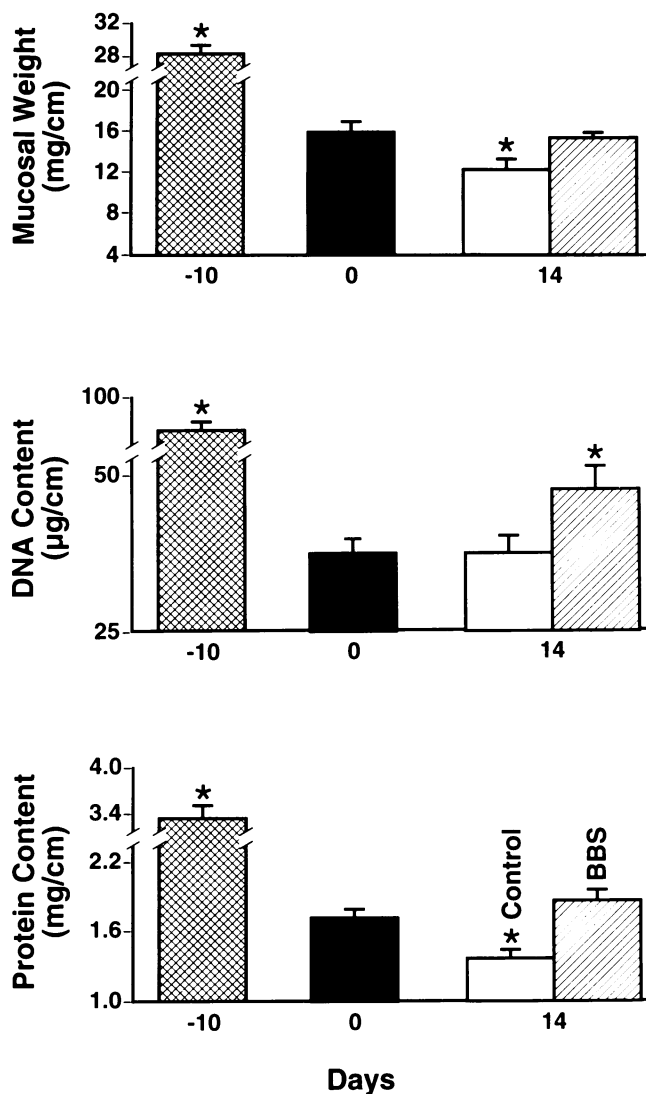 Mucosal Weight
(mg/cm)
32
28
20
16
12
8
4
*
*
-10 0 14
DNA Content
(μg/cm)
100
50
25
*
*
-10 0 14
Protein Content
(mg/cm)
4.0
3.4
2.2
1.6
1.0
*
* Control
BBS
-10 0 14
Days